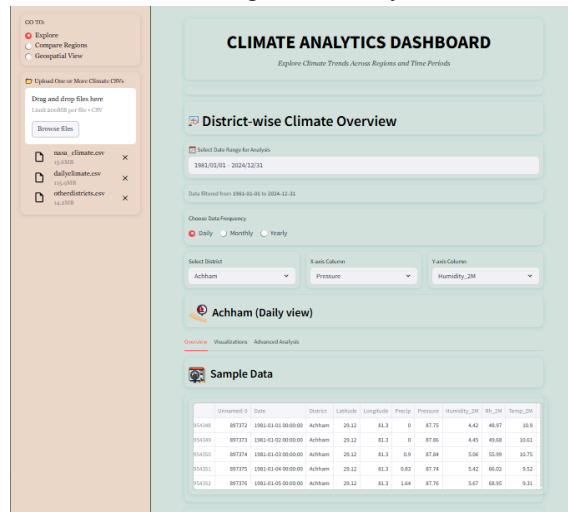 GO TO:
Explore
Compare Regions
Geospatial View
Upload One or More Climate CSVs
Drag and drop files here
Limit 200MB per file • CSV
Browse files
nasa_climate.csv
dailyclimate.csv
otherdistricts.csv
14.2MB
CLIMATE ANALYTICS DASHBOARD
Explore Climate Trends Across Regions and Time Periods
District-wise Climate Overview
Select Date Range for Analysis
1981/01/01 - 2024/12/31
Data filtered from 1981-01-01 to 2024-12-31
Choose Data Frequency
Daily Monthly Yearly
Select District X-axis Column Y-axis Column
Achham Pressure Humidity_2M
Achham (Daily view)
Overview Visualizations Advanced Analysis
Sample Data
Unnamed: 0 Date District Latitude Longitude Precip Pressure Humidity_2M Rh_2M Temp_2M
954348 897372 1981-01-01 00:00:00 Achham 29.12 81.3 0 87.75 4.42 48.97 10.9
954349 897373 1981-01-02 00:00:00 Achham 29.12 81.3 0 87.86 4.45 49.68 10.61
954350 897374 1981-01-03 00:00:00 Achham 29.12 81.3 0.9 87.84 5.06 55.99 10.75
954351 897375 1981-01-04 00:00:00 Achham 29.12 81.3 0.83 87.74 5.42 66.02 9.52
954352 897376 1981-01-05 00:00:00 Achham 29.12 81.3 1.64 87.76 5.67 68.95 9.31